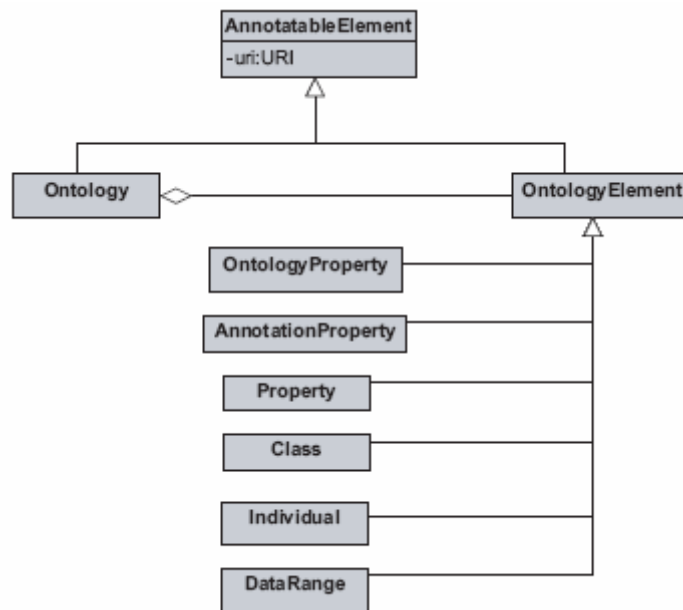 AnnotatableElement
-uri:URI
Ontology
OntologyElement
OntologyProperty
AnnotationProperty
Property
Class
Individual
DataRange